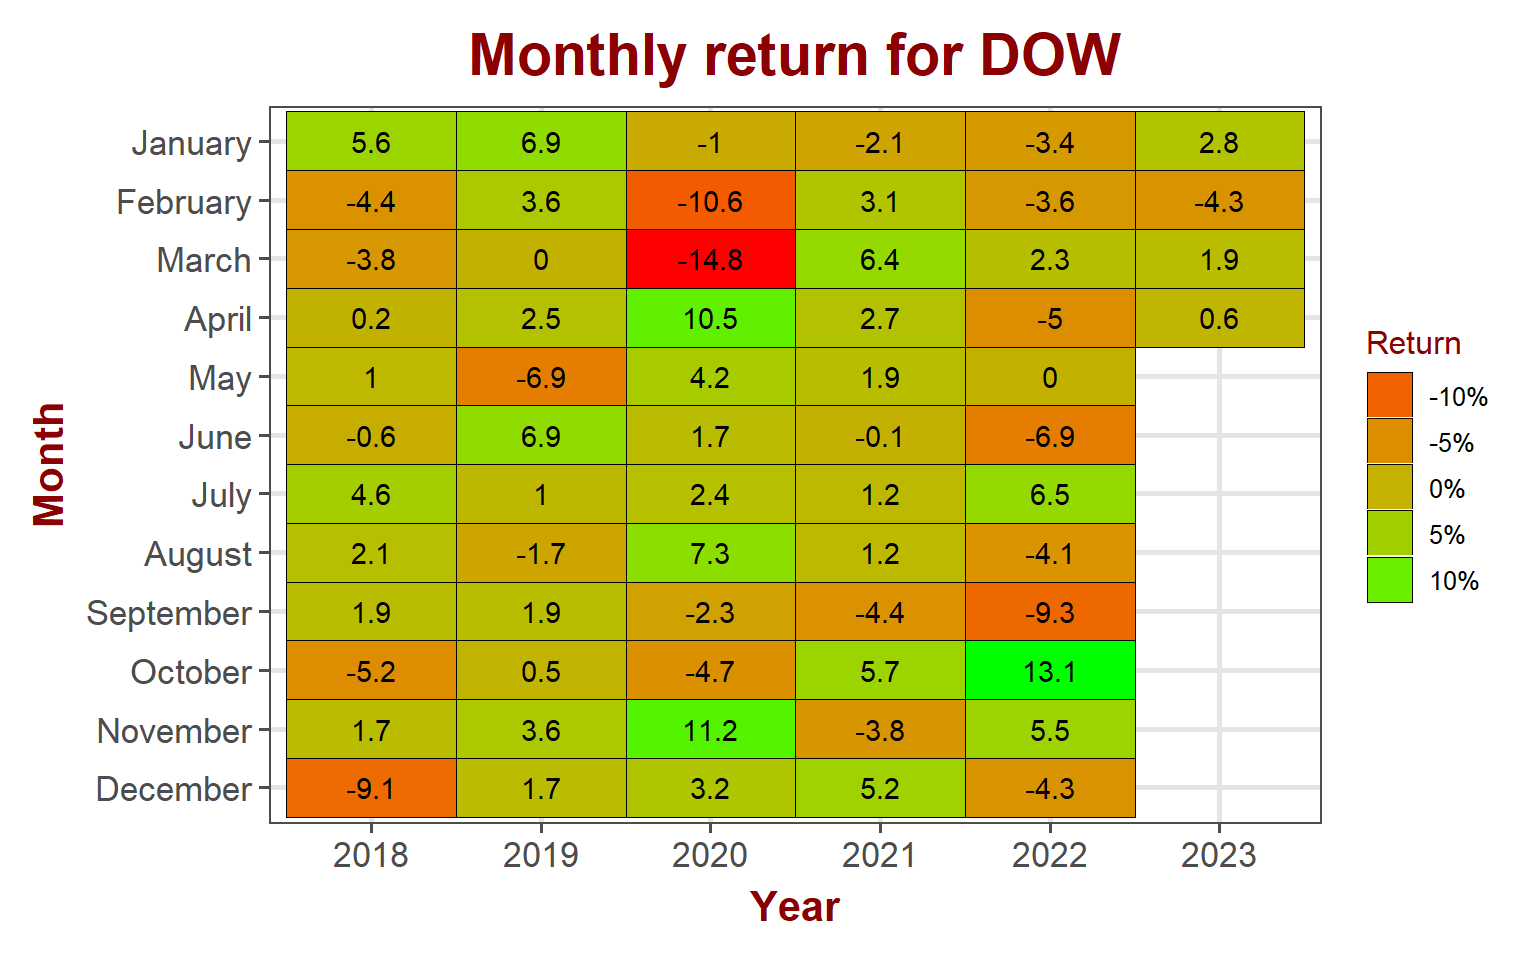 Monthly return for DOW
January 5.6 6.9 -1 -2.1 -3.4 2.8
February -4.4 3.6 -10.6 3.1 -3.6 -4.3
March -3.8 0 -14.8 6.4 2.3 1.9
April 0.2 2.5 10.5 2.7 -5 0.6
May 1 -6.9 4.2 1.9 0
June -0.6 6.9 1.7 -0.1 -6.9
July 4.6 1 2.4 1.2 6.5
August 2.1 -1.7 7.3 1.2 -4.1
September 1.9 1.9 -2.3 -4.4 -9.3
October -5.2 0.5 -4.7 5.7 13.1
November 1.7 3.6 11.2 -3.8 5.5
December -9.1 1.7 3.2 5.2 -4.3
2018 2019 2020 2021 2022 2023
Year
Month
Return
-10%
-5%
0%
5%
10%